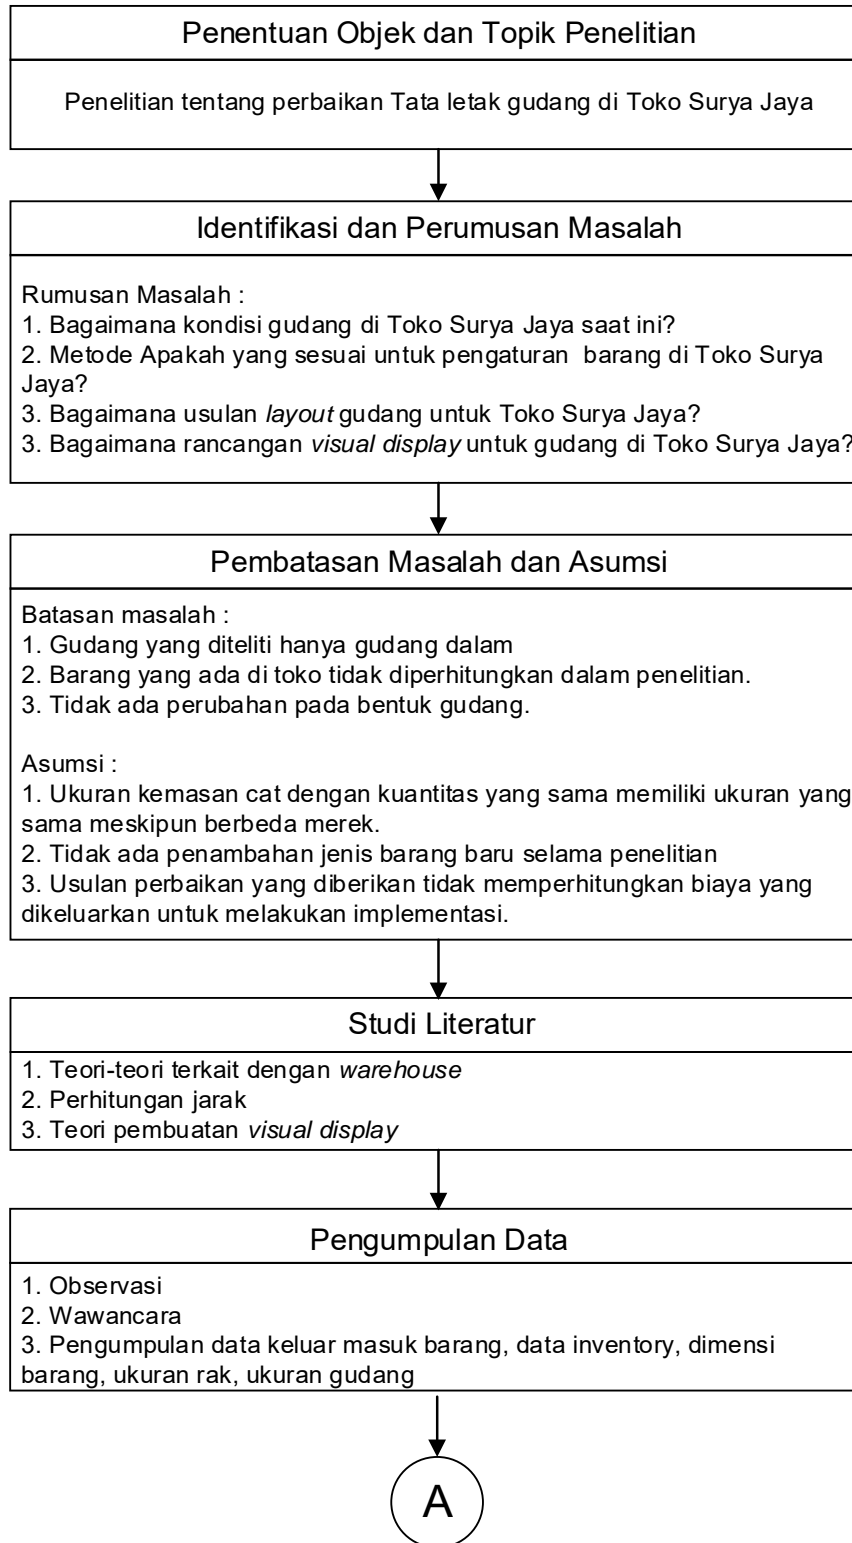 Penentuan Objek dan Topik Penelitian
Penelitian tentang perbaikan Tata letak gudang di Toko Surya Jaya
Identifikasi dan Perumusan Masalah
Rumusan Masalah :
1. Bagaimana kondisi gudang di Toko Surya Jaya saat ini?
2. Metode Apakah yang sesuai untuk pengaturan barang di Toko Surya
Jaya?
3. Bagaimana usulan layout gudang untuk Toko Surya Jaya?
3. Bagaimana rancangan visual display untuk gudang di Toko Surya Jaya?
Pembatasan Masalah dan Asumsi
Batasan masalah :
1. Gudang yang diteliti hanya gudang dalam
2. Barang yang ada di toko tidak diperhitungkan dalam penelitian.
3. Tidak ada perubahan pada bentuk gudang.
Asumsi :
1. Ukuran kemasan cat dengan kuantitas yang sama memiliki ukuran yang
sama meskipun berbeda merek.
2. Tidak ada penambahan jenis barang baru selama penelitian
3. Usulan perbaikan yang diberikan tidak memperhitungkan biaya yang
dikeluarkan untuk melakukan implementasi.
Studi Literatur
1. Teori-teori terkait dengan warehouse
2. Perhitungan jarak
3. Teori pembuatan visual display
Pengumpulan Data
1. Observasi
2. Wawancara
3. Pengumpulan data keluar masuk barang, data inventory, dimensi
barang, ukuran rak, ukuran gudang
A